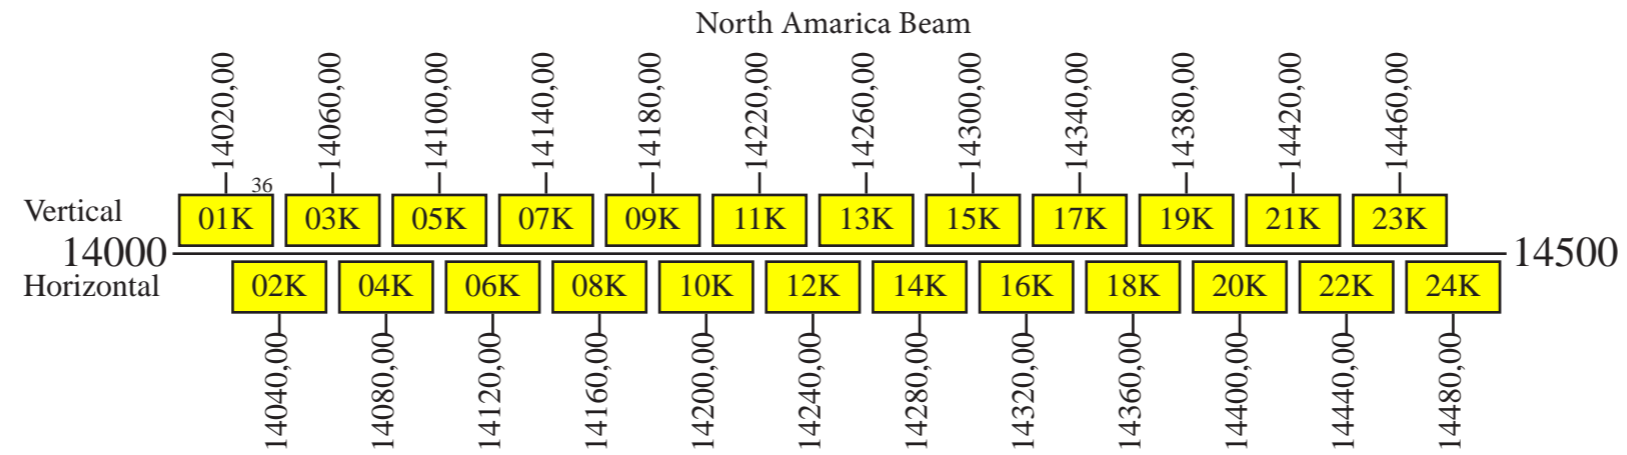 North Amarica Beam
14020,00 14060,00 14100,00 14140,00 14180,00 14220,00 14260,00 14300,00 14340,00 14380,00 14420,00 14460,00
36
Vertical 01K 03K 05K 07K 09K 11K 13K 15K 17K 19K 21K 23K
14000 14500
Horizontal 02K 04K 06K 08K 10K 12K 14K 16K 18K 20K 22K 24K
14040,00 14080,00 14120,00 14160,00 14200,00 14240,00 14280,00 14320,00 14360,00 14400,00 14440,00 14480,00